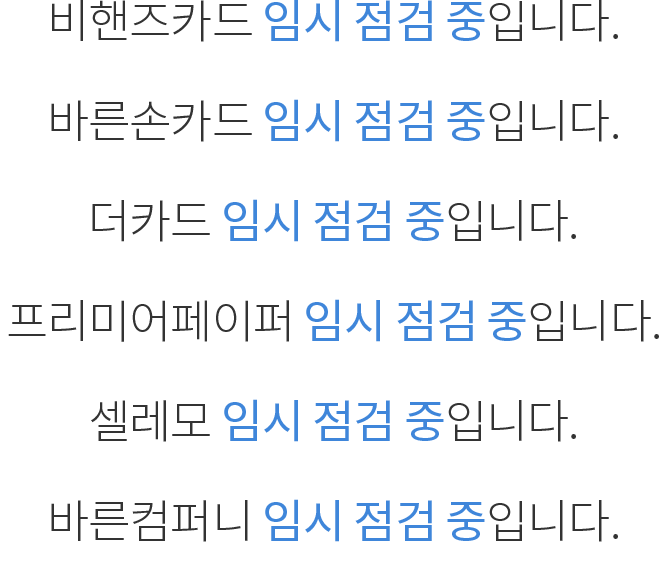 비핸즈카드 임시 점검 중입니다.
바른손카드 임시 점검 중입니다.
더카드 임시 점검 중입니다.
프리미어페이퍼 임시 점검 중입니다.
셀레모 임시 점검 중입니다.
바른컴퍼니 임시 점검 중입니다.